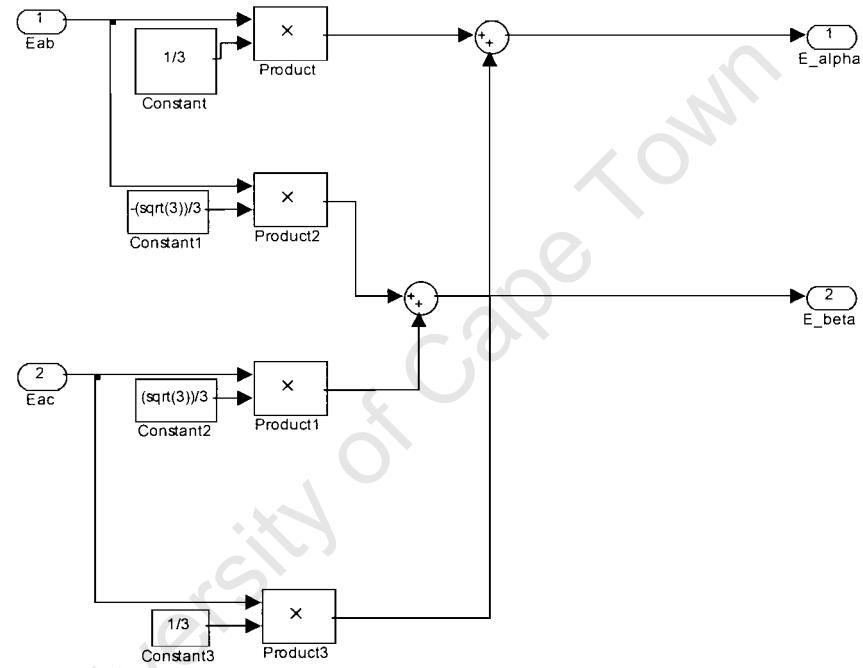 1
Eab
1/3
Constant
×
Product
+
+
1
E_alpha
-(sqrt(3))/3
Constant1
×
Product2
+
+
2
E_beta
2
Eac
(sqrt(3))/3
Constant2
×
Product1
1/3
Constant3
×
Product3
versity of Cape Town